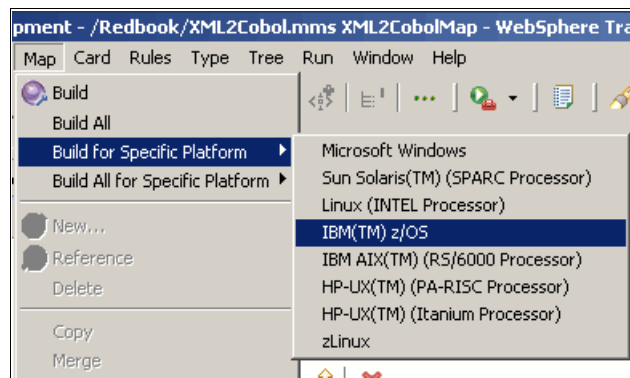 pment - /Redbook/XML2Cobol.mms XML2CobolMap - WebSphere Tra
Map Card Rules Type Tree Run Window Help
Build
Build All
Build for Specific Platform
Build All for Specific Platform
New...
Reference
Delete
Copy
Merge
Microsoft Windows
Sun Solaris(TM) (SPARC Processor)
Linux (INTEL Processor)
IBM(TM) z/OS
IBM AIX(TM) (RS/6000 Processor)
HP-UX(TM) (PA-RISC Processor)
HP-UX(TM) (Itanium Processor)
zLinux